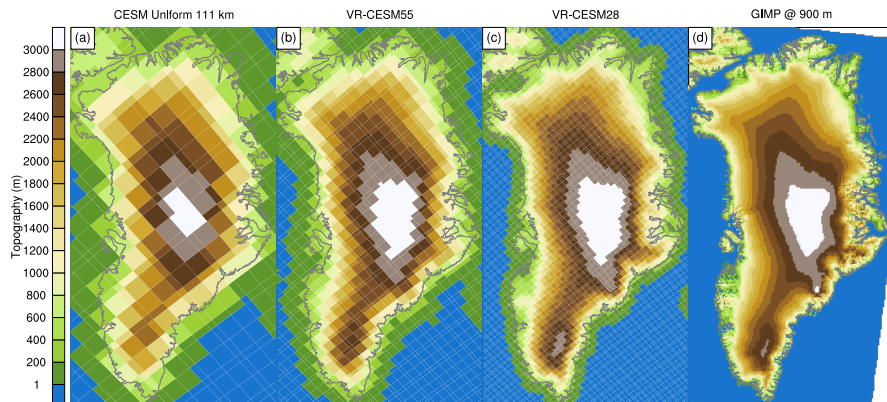 CESM Uniform 111 km
VR-CESM55
VR-CESM28
GIMP @ 900 m
(a)
(b)
(c)
(d)
Topography (m)
3000
2800
2600
2400
2200
2000
1800
1600
1400
1200
1000
800
600
400
200
1